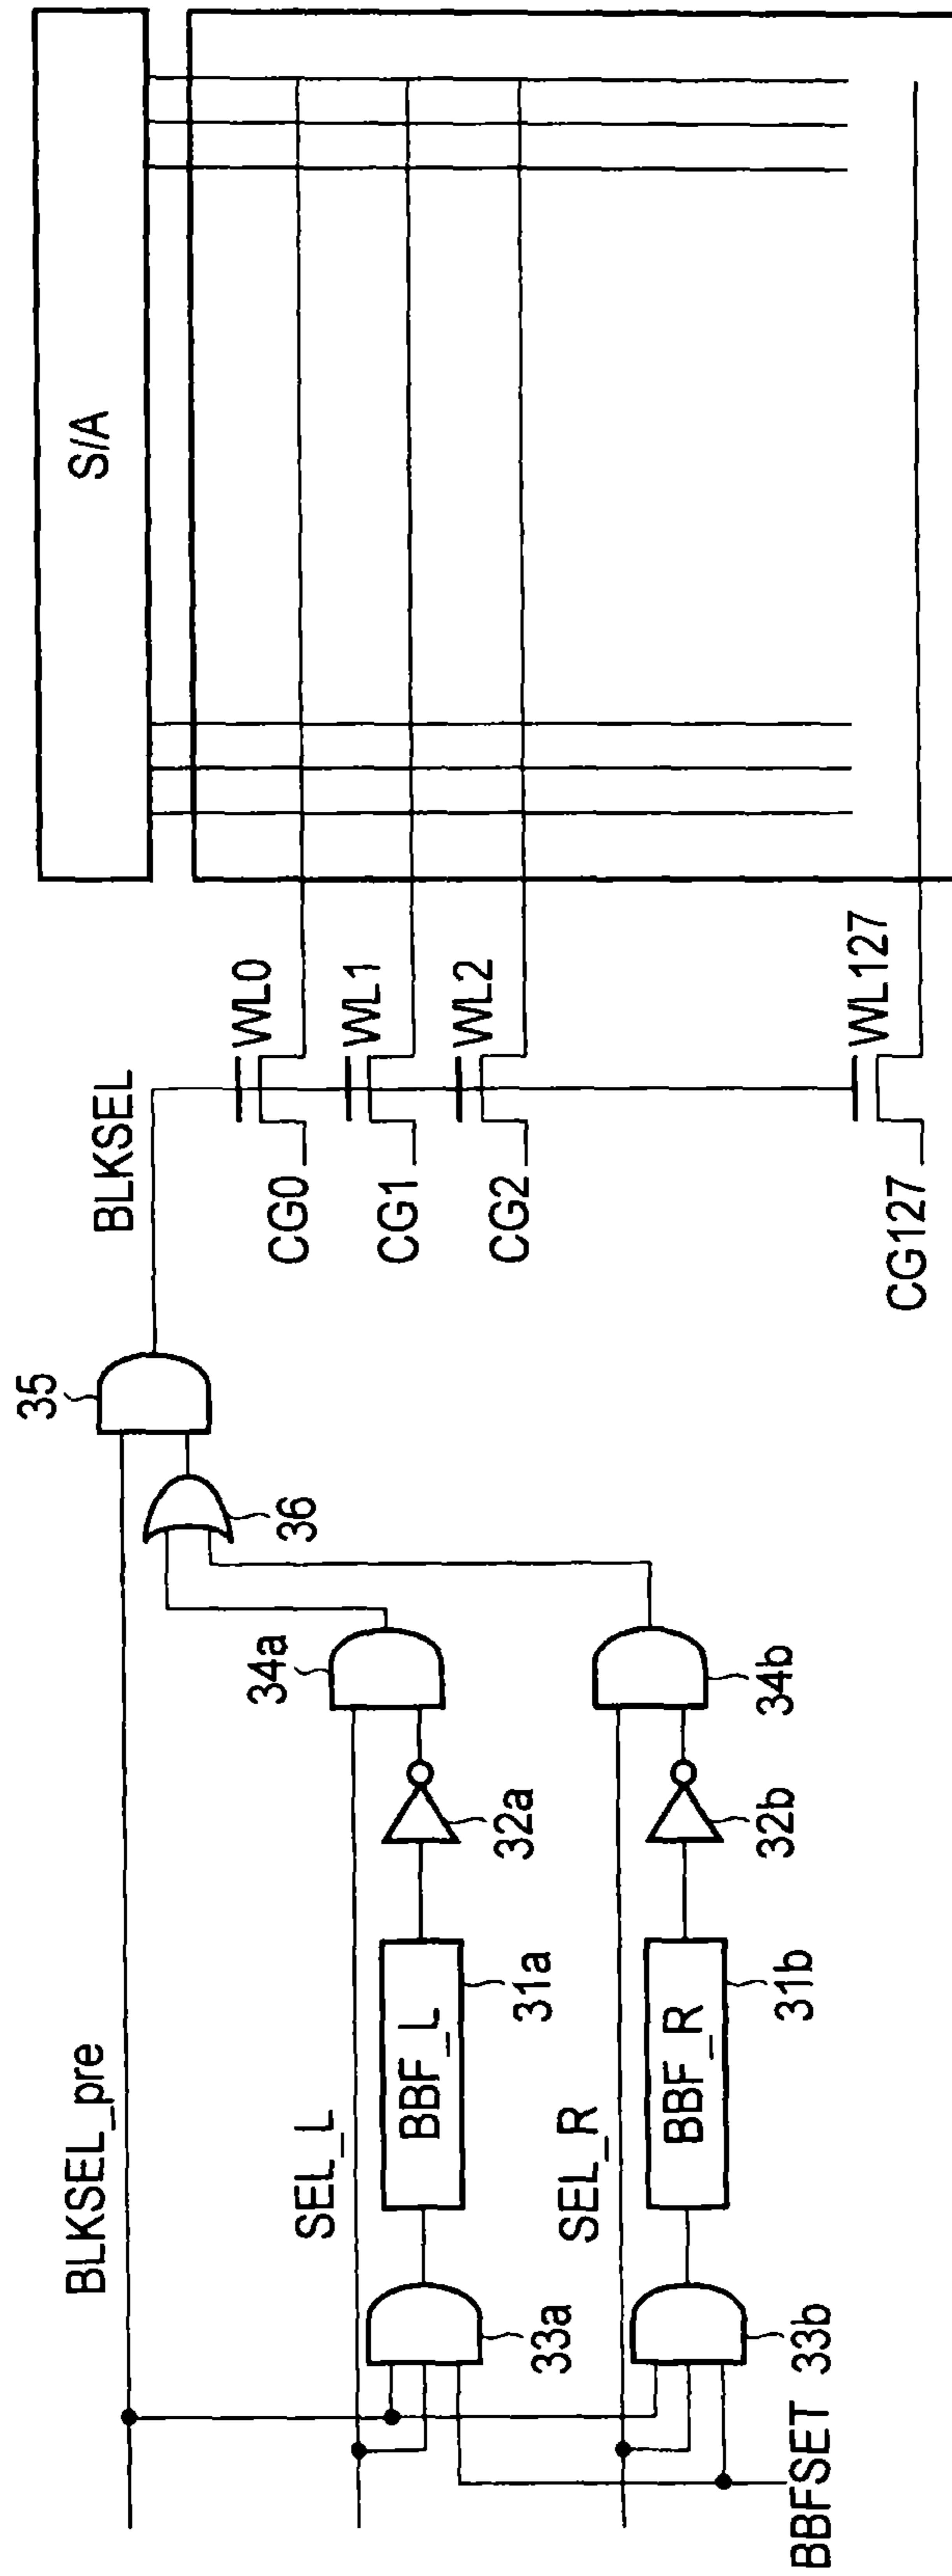 S/A
BLKSEL
WL0
CG0
WL1
CG1
WL2
CG2
WL127
CG127
35
36
BLKSEL_pre
34a
SEL_L
32a
BBF_L
31a
33a
34b
SEL_R
32b
BBF_R
31b
33b
BBFSET